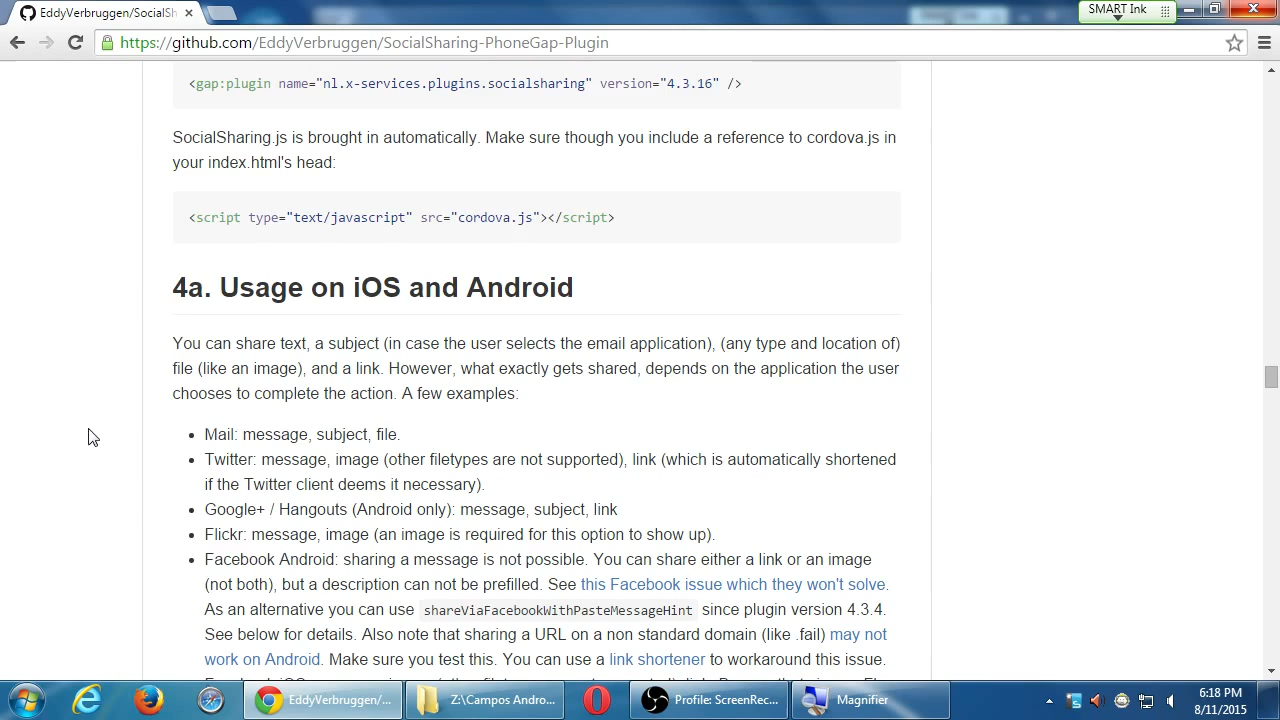 EddyVerbruggen/SocialSh
SMART Ink
https://github.com/EddyVerbruggen/SocialSharing-PhoneGap-Plugin
<gap:plugin name="nl.x-services.plugins.socialsharing" version="4.3.16" />
SocialSharing.js is brought in automatically. Make sure though you include a reference to cordova.js in
your index.html's head:
<script type="text/javascript" src="cordova.js"></script>
4a. Usage on iOS and Android
You can share text, a subject (in case the user selects the email application), (any type and location of)
file (like an image), and a link. However, what exactly gets shared, depends on the application the user
chooses to complete the action. A few examples:
• Mail: message, subject, file.
• Twitter: message, image (other filetypes are not supported), link (which is automatically shortened
if the Twitter client deems it necessary).
• Google+ / Hangouts (Android only): message, subject, link
• Flickr: message, image (an image is required for this option to show up).
• Facebook Android: sharing a message is not possible. You can share either a link or an image
(not both), but a description can not be prefilled. See this Facebook issue which they won't solve.
As an alternative you can use shareViaFacebookWithPasteMessageHint since plugin version 4.3.4.
See below for details. Also note that sharing a URL on a non standard domain (like .fail) may not
work on Android. Make sure you test this. You can use a link shortener to workaround this issue.
EddyVerbruggen/...
Z:\Campos Andro...
Profile: ScreenRec...
Magnifier
6:18 PM
8/11/2015